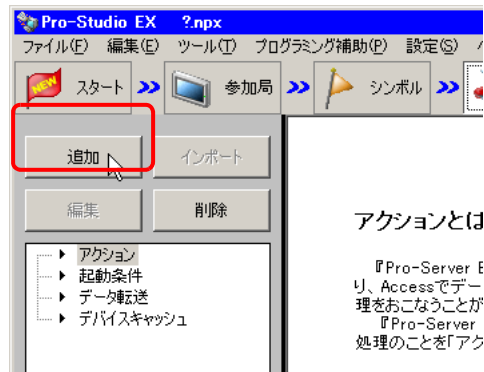 Pro-Studio EX ?.npx
ファイル(F) 編集(E) ツール(T) プログラミング補助(P) 設定(S)
NEW スタート 参加局 シンボル
追加 インポート
編集 削除
アクション
起動条件
データ転送
デバイスキャッシュ
アクションとは
『Pro-Server E
り、Accessでデー
理をおこなうことが
『Pro-Server
処理のことを「アク